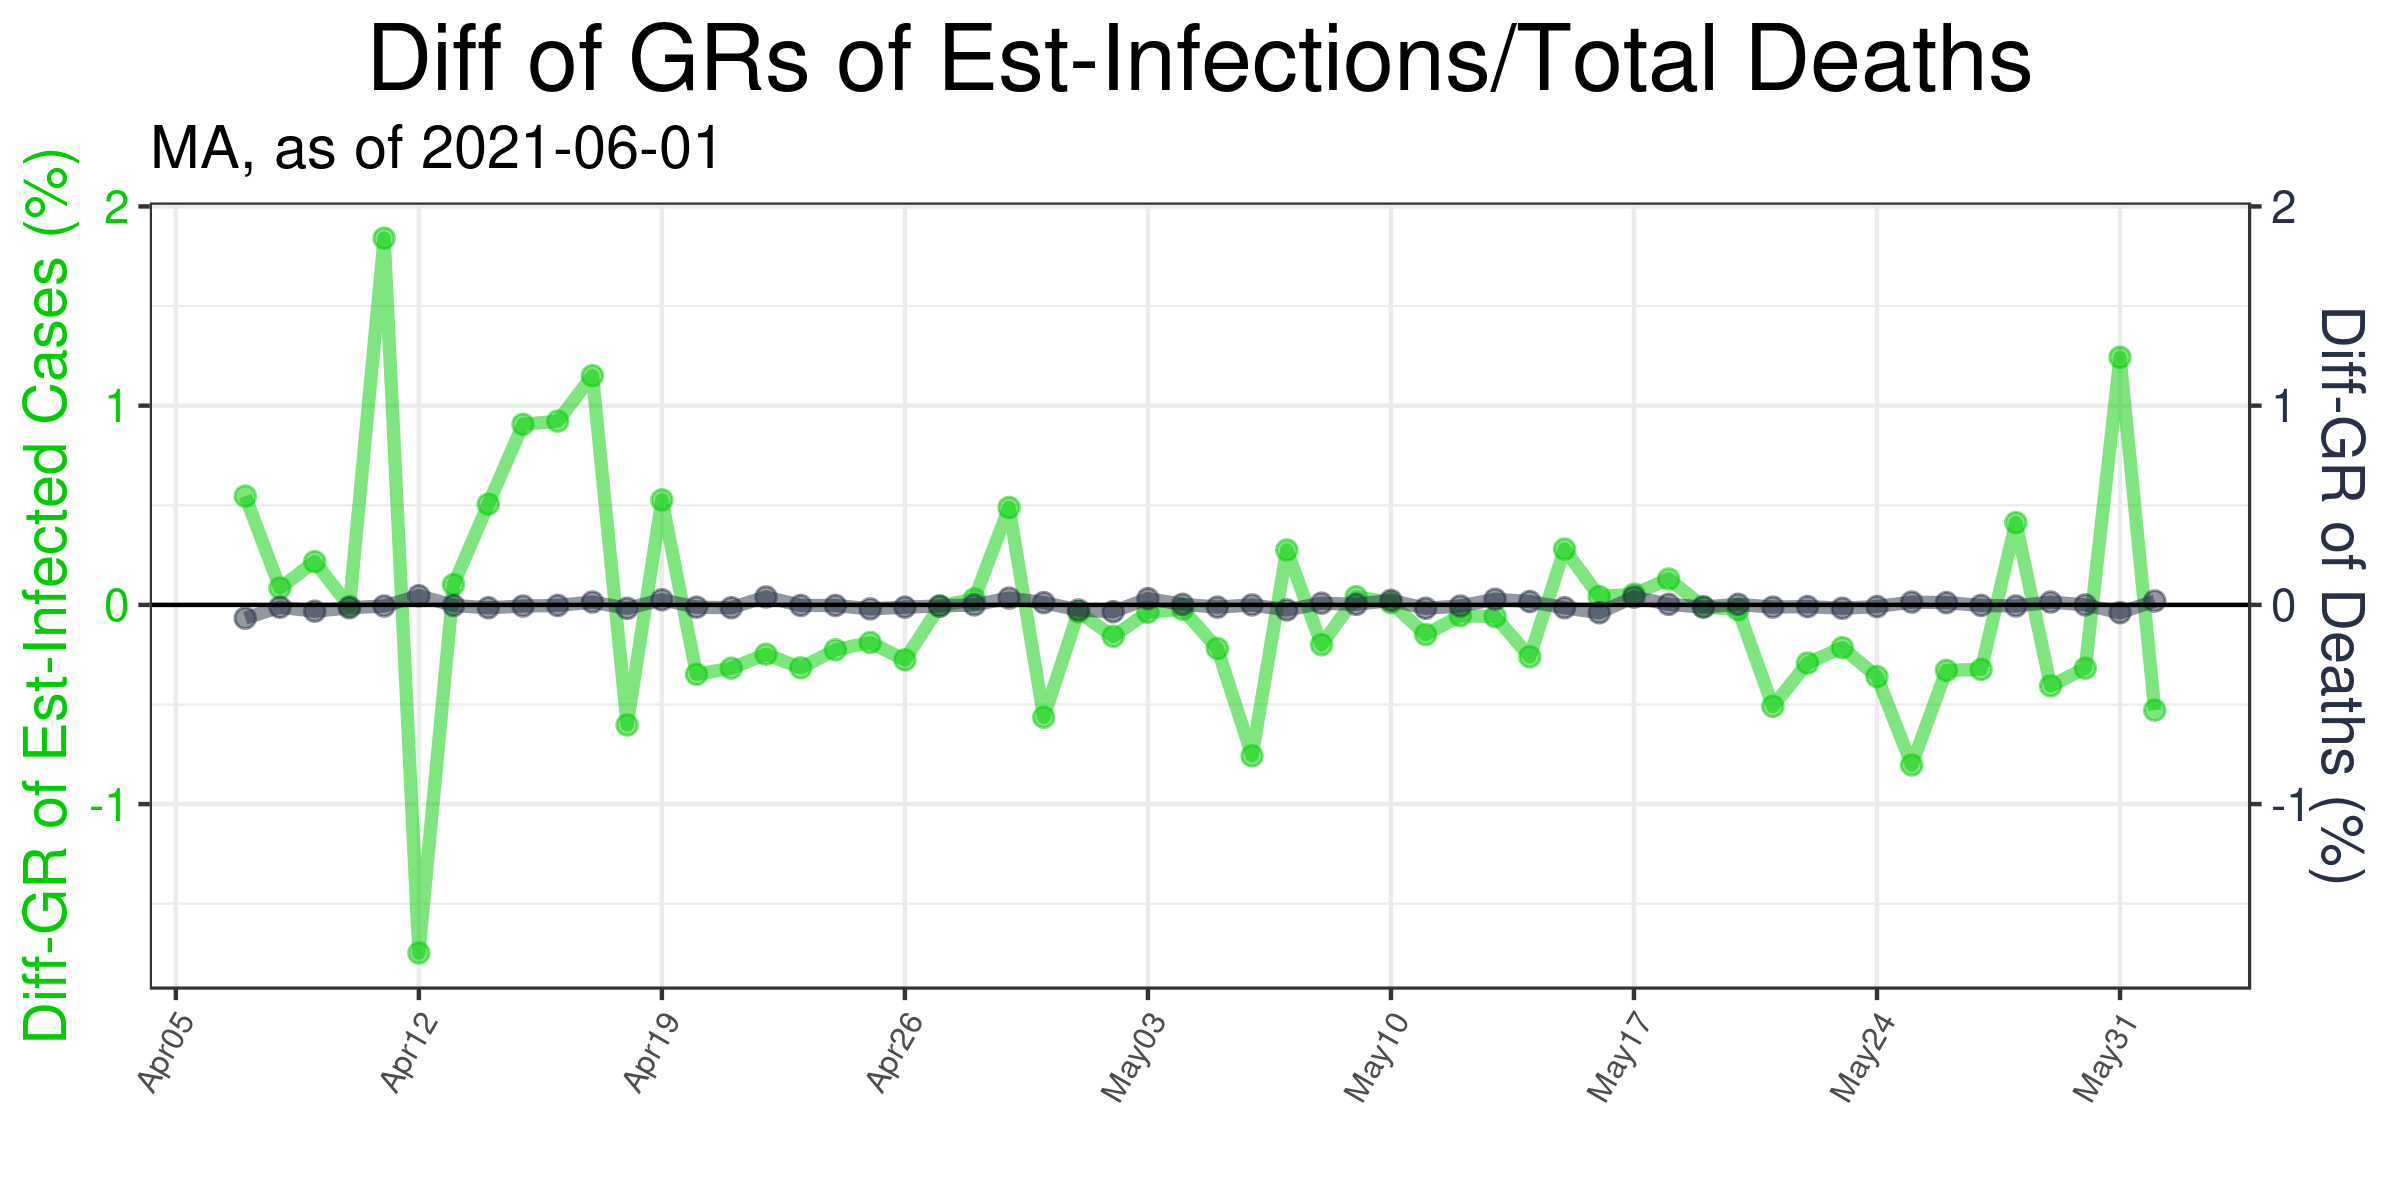 Diff of GRs of Est-Infections/Total Deaths
MA, as of 2021-06-01
Diff-GR of Est-Infected Cases (%)
2
1
0
-1
2
1
0
-1
Diff-GR of Deaths (%)
Apr05
Apr12
Apr19
Apr26
May03
May10
May17
May24
May31